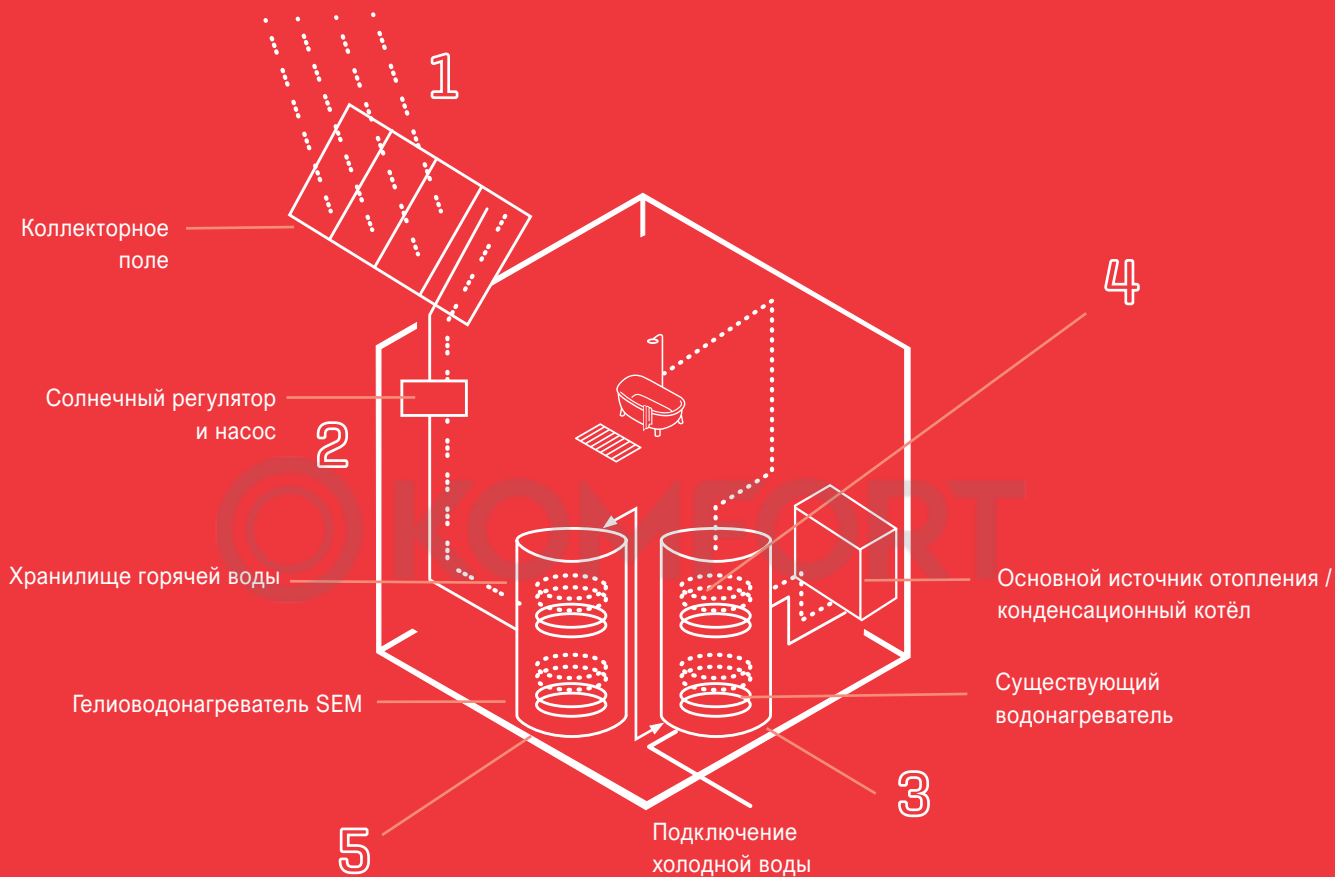 1
Коллекторное
поле
4
Солнечный регулятор
и насос
2
KOMFORT
Хранилище горячей воды
Основной источник отопления /
конденсационный котёл
Гелиоводонагреватель SEM
Существующий
водонагреватель
3
5
Подключение
холодной воды